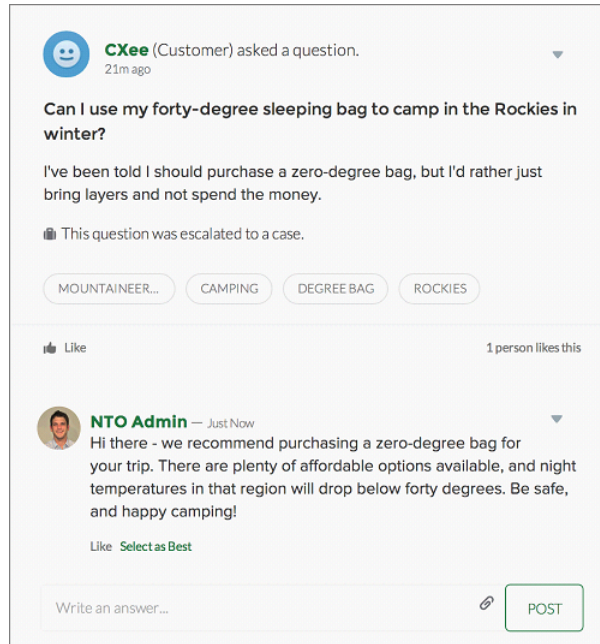 CXee (Customer) asked a question.
21m ago
Can I use my forty-degree sleeping bag to camp in the Rockies in
winter?
I've been told I should purchase a zero-degree bag, but I'd rather just
bring layers and not spend the money.
This question was escalated to a case.
MOUNTAINEER... CAMPING DEGREE BAG ROCKIES
Like 1 person likes this
NTO Admin — Just Now
Hi there - we recommend purchasing a zero-degree bag for
your trip. There are plenty of affordable options available, and night
temperatures in that region will drop below forty degrees. Be safe,
and happy camping!
Like Select as Best
Write an answer... POST